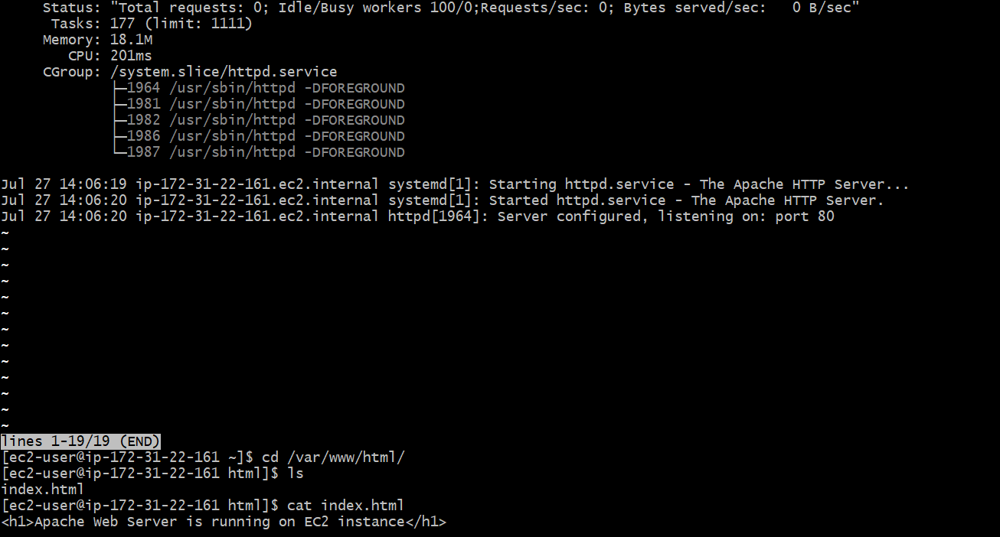 Status: "Total requests: 0; Idle/Busy workers 100/0;Requests/sec: 0; Bytes served/sec:   0 B/sec"
Tasks: 177 (limit: 1111)
Memory: 18.1M
CPU: 201ms
CGroup: /system.slice/httpd.service
├─1964 /usr/sbin/httpd -DFOREGROUND
├─1981 /usr/sbin/httpd -DFOREGROUND
├─1982 /usr/sbin/httpd -DFOREGROUND
├─1986 /usr/sbin/httpd -DFOREGROUND
└─1987 /usr/sbin/httpd -DFOREGROUND
Jul 27 14:06:19 ip-172-31-22-161.ec2.internal systemd[1]: Starting httpd.service - The Apache HTTP Server...
Jul 27 14:06:20 ip-172-31-22-161.ec2.internal systemd[1]: Started httpd.service - The Apache HTTP Server.
Jul 27 14:06:20 ip-172-31-22-161.ec2.internal httpd[1964]: Server configured, listening on: port 80
~
~
~
~
~
~
~
~
~
~
~
~
~
lines 1-19/19 (END)
[ec2-user@ip-172-31-22-161 ~]$ cd /var/www/html/
[ec2-user@ip-172-31-22-161 html]$ ls
index.html
[ec2-user@ip-172-31-22-161 html]$ cat index.html
<h1>Apache Web Server is running on EC2 instance</h1>